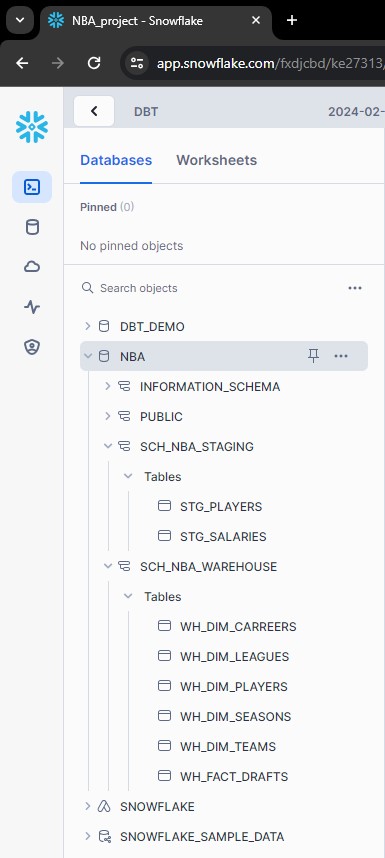 NBA_project - Snowflake
app.snowflake.com/fxdjcbd/ke27313/
DBT 2024-02-
Databases Worksheets
Pinned (0)
No pinned objects
Search objects
DBT_DEMO
NBA
INFORMATION_SCHEMA
PUBLIC
SCH_NBA_STAGING
Tables
STG_PLAYERS
STG_SALARIES
SCH_NBA_WAREHOUSE
Tables
WH_DIM_CARREERS
WH_DIM_LEAGUES
WH_DIM_PLAYERS
WH_DIM_SEASONS
WH_DIM_TEAMS
WH_FACT_DRAFTS
SNOWFLAKE
SNOWFLAKE_SAMPLE_DATA